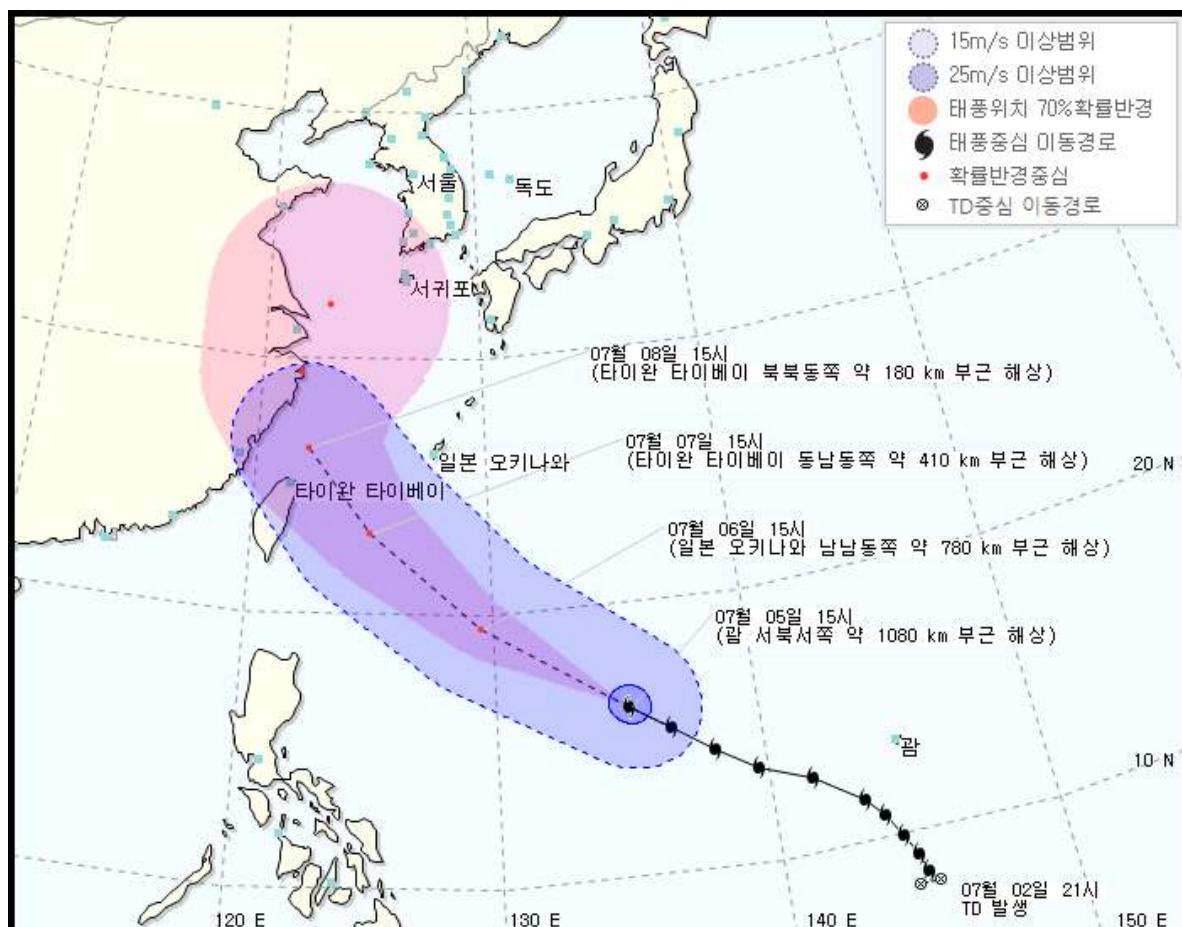 15m/s 이상범위
25m/s 이상범위
태풍위치 70%확률반경
태풍중심 이동경로
확률반경중심
TD중심 이동경로
서울
독도
서귀포
07월 08일 15시
(타이완 타이베이 북북동쪽 약 180 km 부근 해상)
07월 07일 15시
(타이완 타이베이 동남동쪽 약 410 km 부근 해상)
일본 오키나와
20 N
타이완 타이베이
07월 06일 15시
(일본 오키나와 남남동쪽 약 780 km 부근 해상)
07월 05일 15시
(괌 서북서쪽 약 1080 km 부근 해상)
괌
10 N
07월 02일 21시
TD 발생
120 E
130 E
140 E
150 E